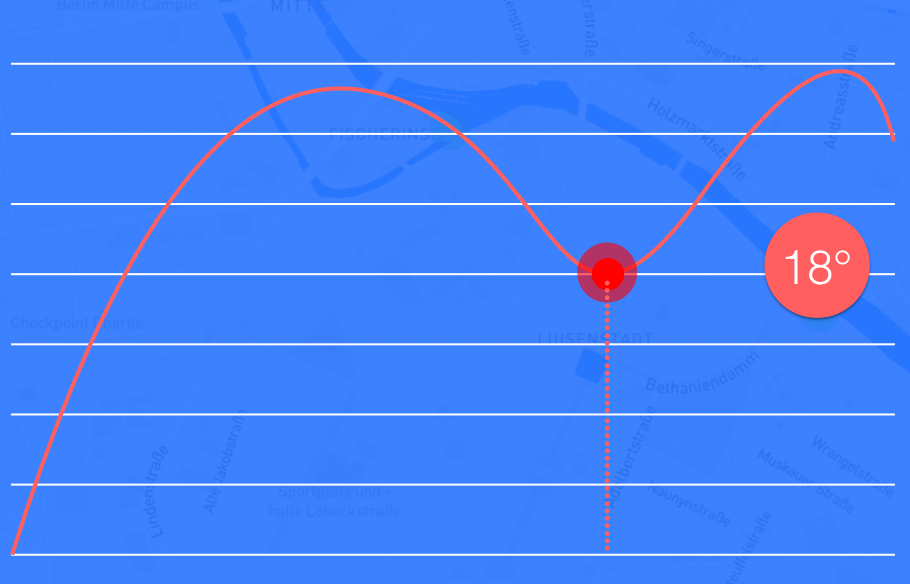 Berlin Mitte Campus
MITTE
Singerstraße
Andreasstraße
Holzmarktstraße
FISCHERINSEL
18°
Checkpoint Charlie
LUISENSTADT
Bethaniendamm
Lindenstraße
Alte Jakobstraße
Sportplatz und-
halle Lobeckstraße
Naunynstraße
Muskauer Straße
Wrangelstraße